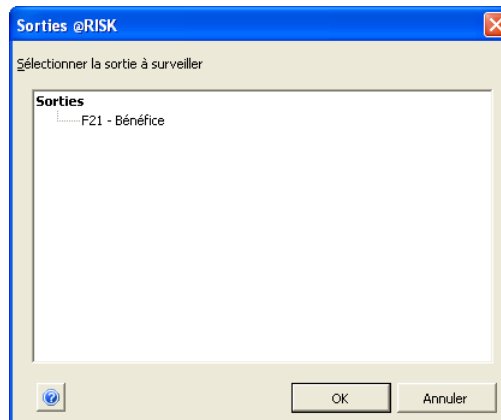 Sorties @RISK
Sélectionner la sortie à surveiller
Sorties
F21 - Bénéfice
OK
Annuler